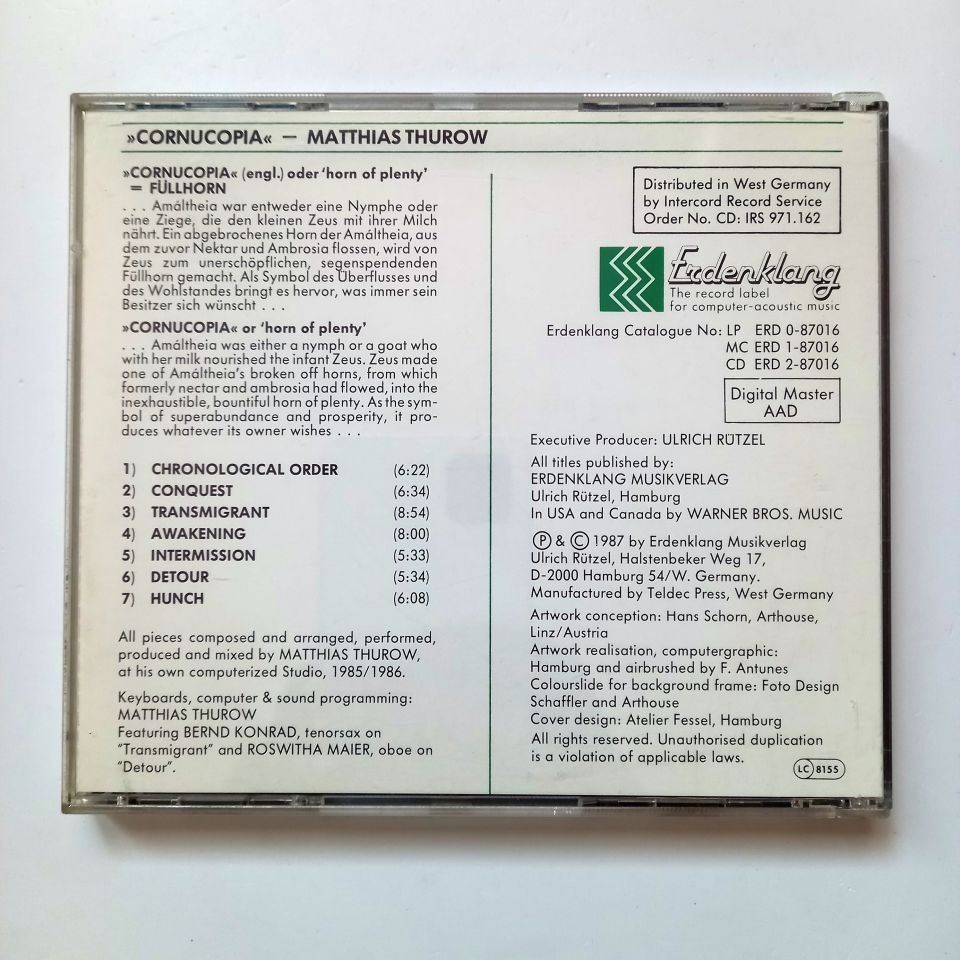 »CORNUCOPIA« — MATTHIAS THUROW
»CORNUCOPIA« (engl.) oder 'horn of plenty'
= FÜLLHORN
. . . Amáltheia war entweder eine Nymphe oder
eine Ziege, die den kleinen Zeus mit ihrer Milch
nährt. Ein abgebrochenes Horn der Amáltheia, aus
dem zuvor Nektar und Ambrosia flossen, wird von
Zeus zum unerschöpflichen, segenspendenden
Füllhorn gemacht. Als Symbol des Überflusses und
des Wohlstandes bringt es hervor, was immer sein
Besitzer sich wünscht . . .
»CORNUCOPIA« or 'horn of plenty'
. . . Amáltheia was either a nymph or a goat who
with her milk nourished the infant Zeus. Zeus made
one of Amáltheia's broken off horns, from which
formerly nectar and ambrosia had flowed, into the
inexhaustible, bountiful horn of plenty. As the sym-
bol of superabundance and prosperity, it pro-
duces whatever its owner wishes . . .
1) CHRONOLOGICAL ORDER (6:22)
2) CONQUEST (6:34)
3) TRANSMIGRANT (8:54)
4) AWAKENING (8:00)
5) INTERMISSION (5:33)
6) DETOUR (5:34)
7) HUNCH (6:08)
All pieces composed and arranged, performed,
produced and mixed by MATTHIAS THUROW,
at his own computerized Studio, 1985/1986.
Keyboards, computer & sound programming:
MATTHIAS THUROW
Featuring BERND KONRAD, tenorsax on
"Transmigrant" and ROSWITHA MAIER, oboe on
"Detour".
Distributed in West Germany
by Intercord Record Service
Order No. CD: IRS 971.162
Erdenklang
The record label
for computer-acoustic music
Erdenklang Catalogue No: LP ERD 0-87016
MC ERD 1-87016
CD ERD 2-87016
Digital Master
AAD
Executive Producer: ULRICH RÜTZEL
All titles published by:
ERDENKLANG MUSIKVERLAG
Ulrich Rützel, Hamburg
In USA and Canada by WARNER BROS. MUSIC
Ⓟ & © 1987 by Erdenklang Musikverlag
Ulrich Rützel, Halstenbeker Weg 17,
D-2000 Hamburg 54/W. Germany.
Manufactured by Teldec Press, West Germany
Artwork conception: Hans Schorn, Arthouse,
Linz/Austria
Artwork realisation, computergraphic:
Hamburg and airbrushed by F. Antunes
Colourslide for background frame: Foto Design
Schaffler and Arthouse
Cover design: Atelier Fessel, Hamburg
All rights reserved. Unauthorised duplication
is a violation of applicable laws.
LC 8155